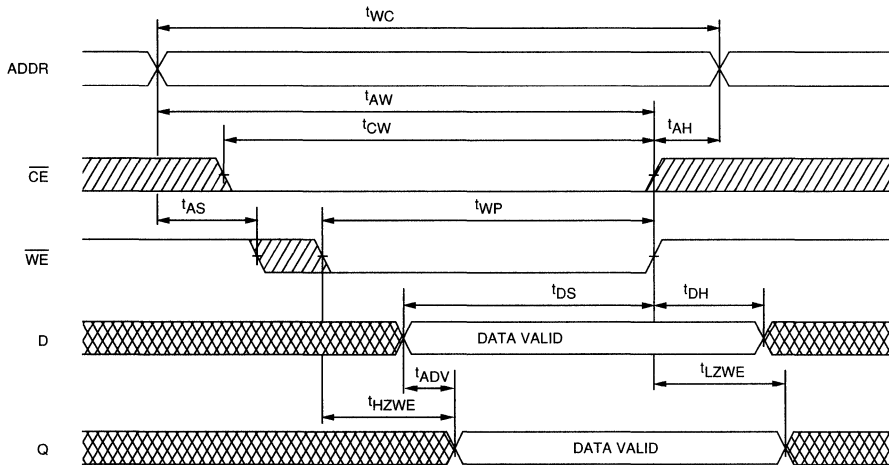 tWC
ADDR
tAW
tCW
tAH
CE
tAS
tWP
WE
tDS
tDH
D
DATA VALID
tADV
tLZWE
tHZWE
Q
DATA VALID